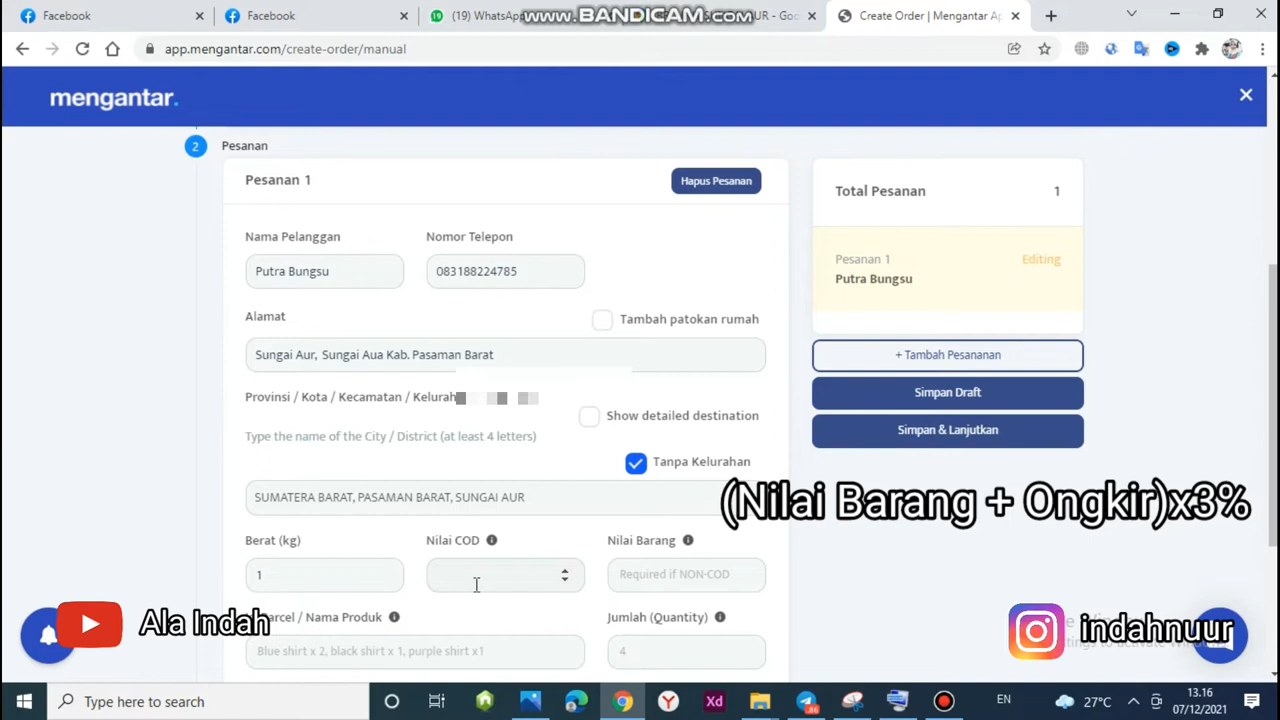 Facebook
Facebook
(19) WhatsApp
www.BANDICAM.com
UR - Goo
Create Order | Mengantar Ap
app.mengantar.com/create-order/manual
mengantar.
2
Pesanan
Pesanan 1
Hapus Pesanan
Total Pesanan
1
Nama Pelanggan
Nomor Telepon
Putra Bungsu
083188224785
Pesanan 1
Editing
Putra Bungsu
Alamat
Tambah patokan rumah
Sungai Aur, Sungai Aua Kab. Pasaman Barat
+ Tambah Pesananan
Simpan Draft
Simpan & Lanjutkan
Provinsi / Kota / Kecamatan / Kelurah
Show detailed destination
Type the name of the City / District (at least 4 letters)
Tanpa Kelurahan
SUMATERA BARAT, PASAMAN BARAT, SUNGAI AUR
(Nilai Barang + Ongkir)x3%
Berat (kg)
Nilai COD
Nilai Barang
1
Required if NON-COD
Parcel / Nama Produk
Jumlah (Quantity)
Blue shirt x 2, black shirt x 1, purple shirt x1
4
Ala Indah
indahnuur
Type here to search
86
27°C
EN
13.16
07/12/2021